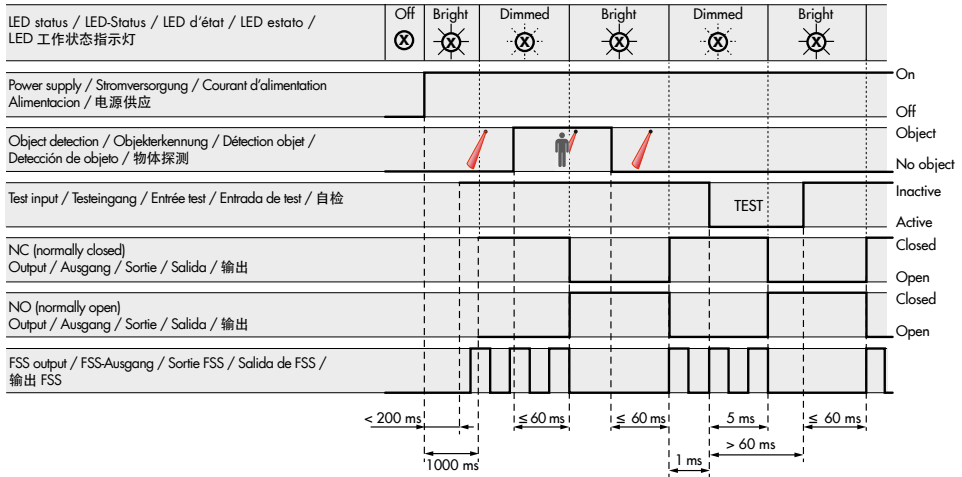 LED status / LED-Status / LED d'état / LED estato /
LED 工作状态指示灯
Off Bright Dimmed Bright Dimmed Bright
Power supply / Stromversorgung / Courant d'alimentation
Alimentacion / 电源供应
On
Off
Object detection / Objekterkennung / Détection objet /
Detección de objeto / 物体探测
Object
No object
Test input / Testeingang / Entrée test / Entrada de test / 自检
TEST
Inactive
Active
NC (normally closed)
Output / Ausgang / Sortie / Salida / 输出
Closed
Open
NO (normally open)
Output / Ausgang / Sortie / Salida / 输出
Closed
Open
FSS output / FSS-Ausgang / Sortie FSS / Salida de FSS /
输出 FSS
< 200 ms ≤ 60 ms ≤ 60 ms 5 ms ≤ 60 ms
> 60 ms
1000 ms 1 ms